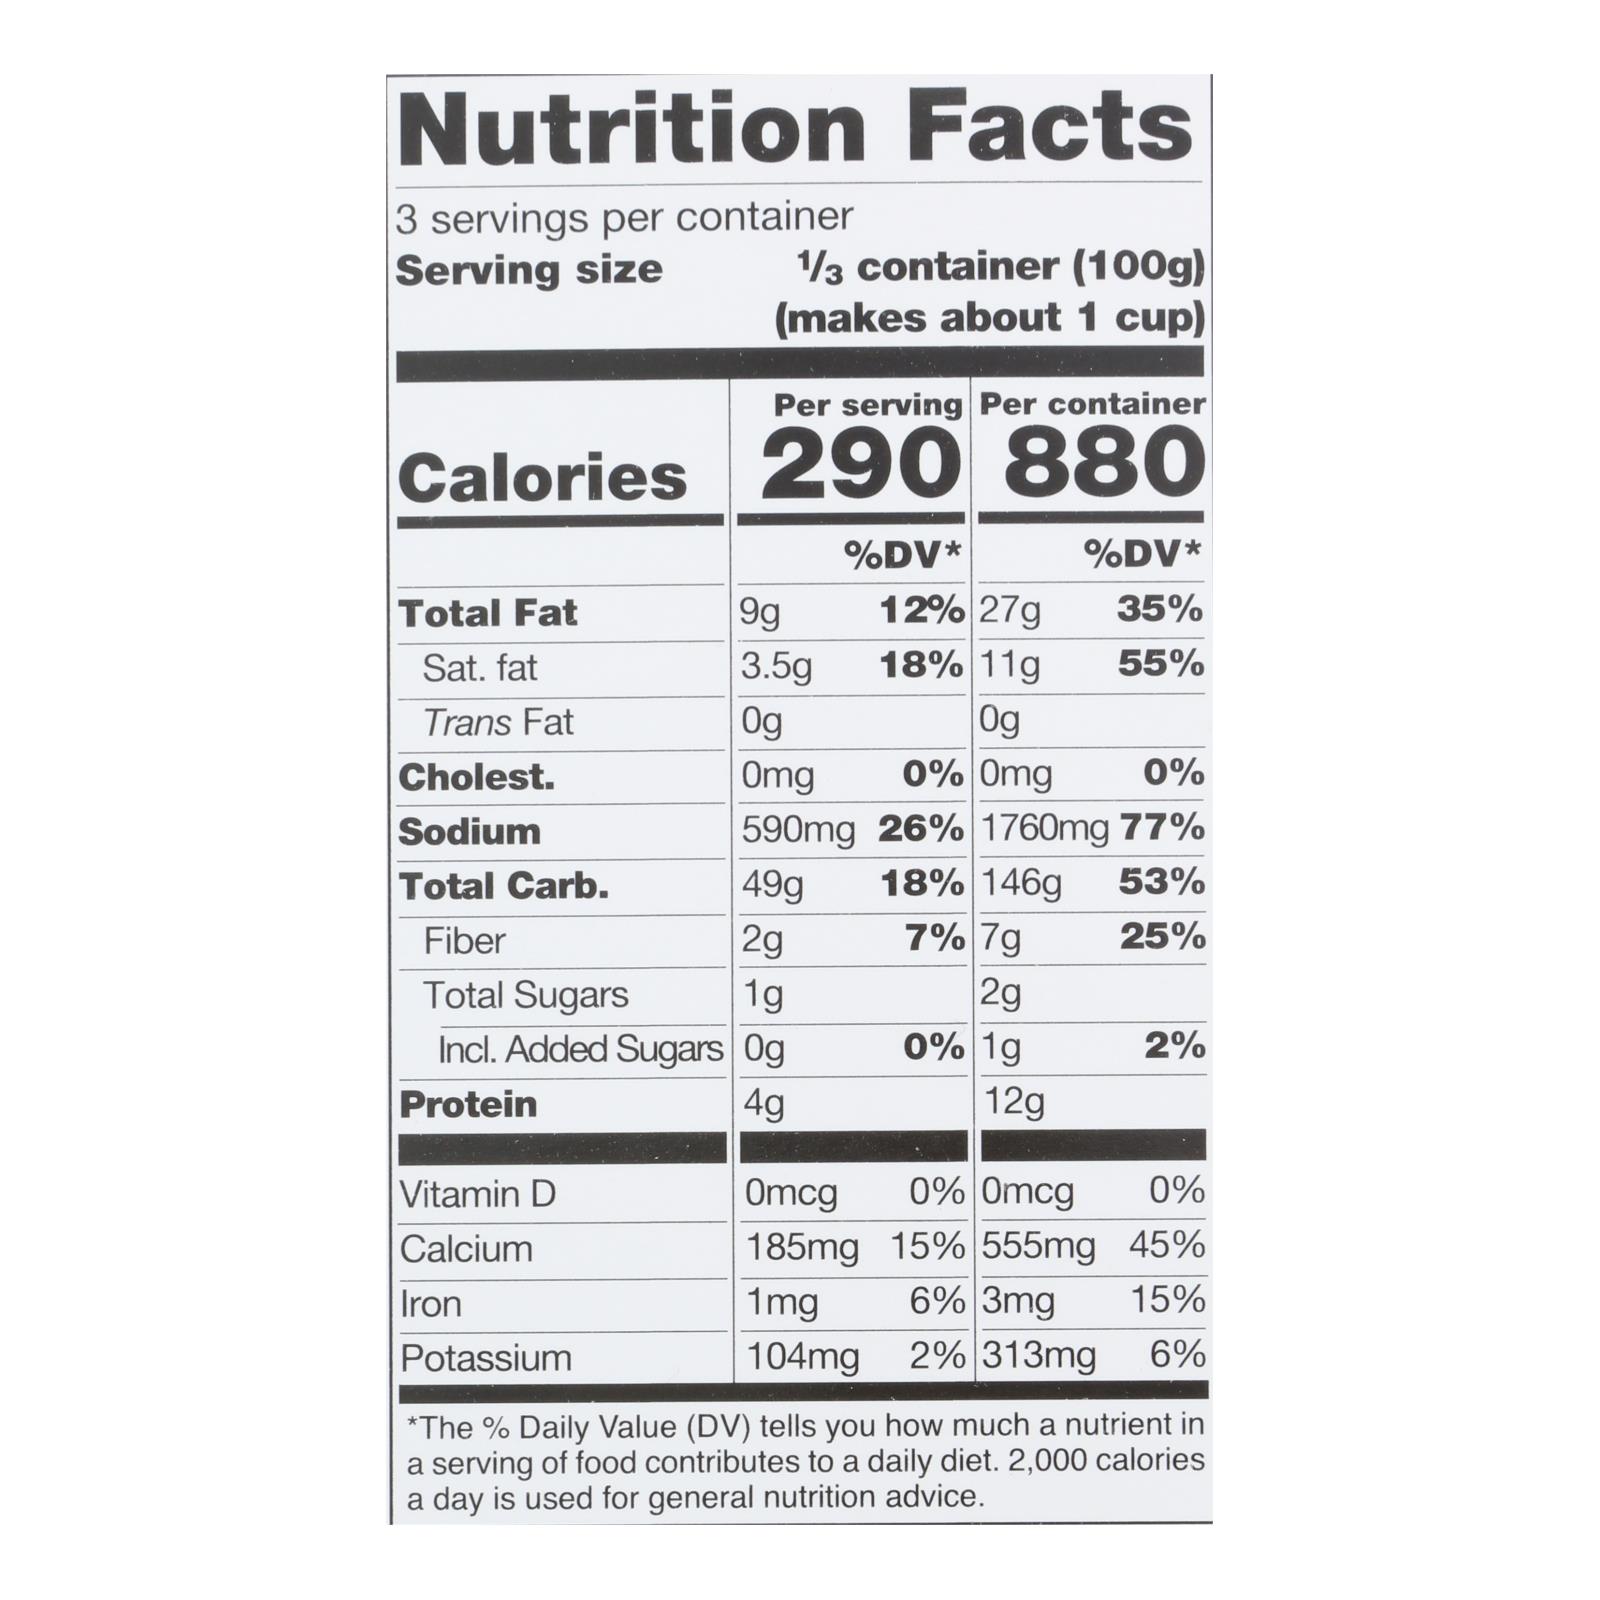 Nutrition Facts
3 servings per container
Serving size 1/3 container (100g)
(makes about 1 cup)
Per serving Per container
Calories 290 880
%DV* %DV*
Total Fat 9g 12% 27g 35%
Sat. fat 3.5g 18% 11g 55%
Trans Fat 0g 0g
Cholest. 0mg 0% 0mg 0%
Sodium 590mg 26% 1760mg 77%
Total Carb. 49g 18% 146g 53%
Fiber 2g 7% 7g 25%
Total Sugars 1g 2g
Incl. Added Sugars 0g 0% 1g 2%
Protein 4g 12g
Vitamin D 0mcg 0% 0mcg 0%
Calcium 185mg 15% 555mg 45%
Iron 1mg 6% 3mg 15%
Potassium 104mg 2% 313mg 6%
*The % Daily Value (DV) tells you how much a nutrient in
a serving of food contributes to a daily diet. 2,000 calories
a day is used for general nutrition advice.